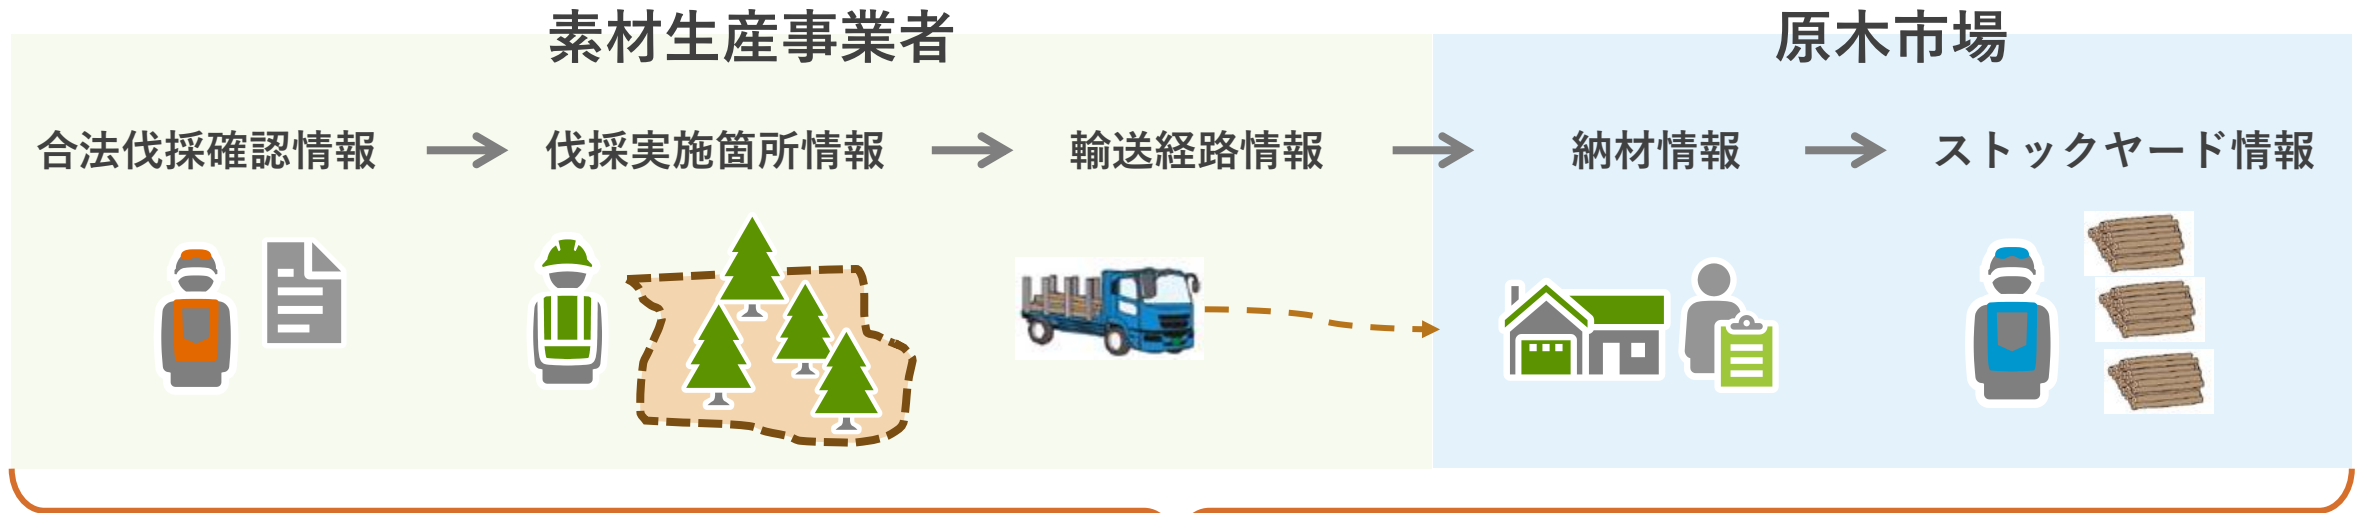 素材生産事業者
原木市場
合法伐採確認情報
伐採実施箇所情報
輸送経路情報
納材情報
ストックヤード情報